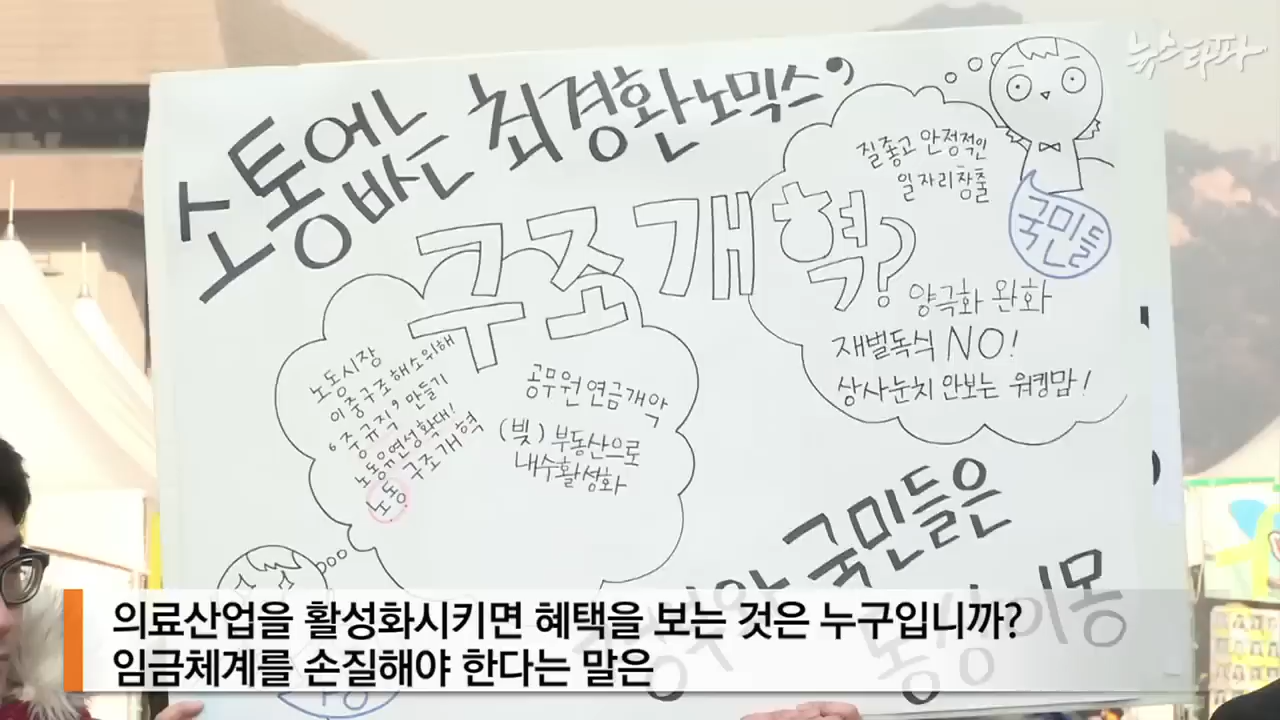 뉴스타파
소통없는 최경환노믹스'
구조개혁?
질좋고 안정적인
일자리창출
국민들
양극화 완화
재벌독식 NO!
상사눈치 안보는 워킹맘!
노동시장
이중구조해소위해
'중규직' 만들기
노동유연성확대!
노동 구조개혁
공무원연금개악
(빚) 부동산으로
내수활성화
국민들은
동상이몽
의료산업을 활성화시키면 혜택을 보는 것은 누구입니까?
임금체계를 손질해야 한다는 말은